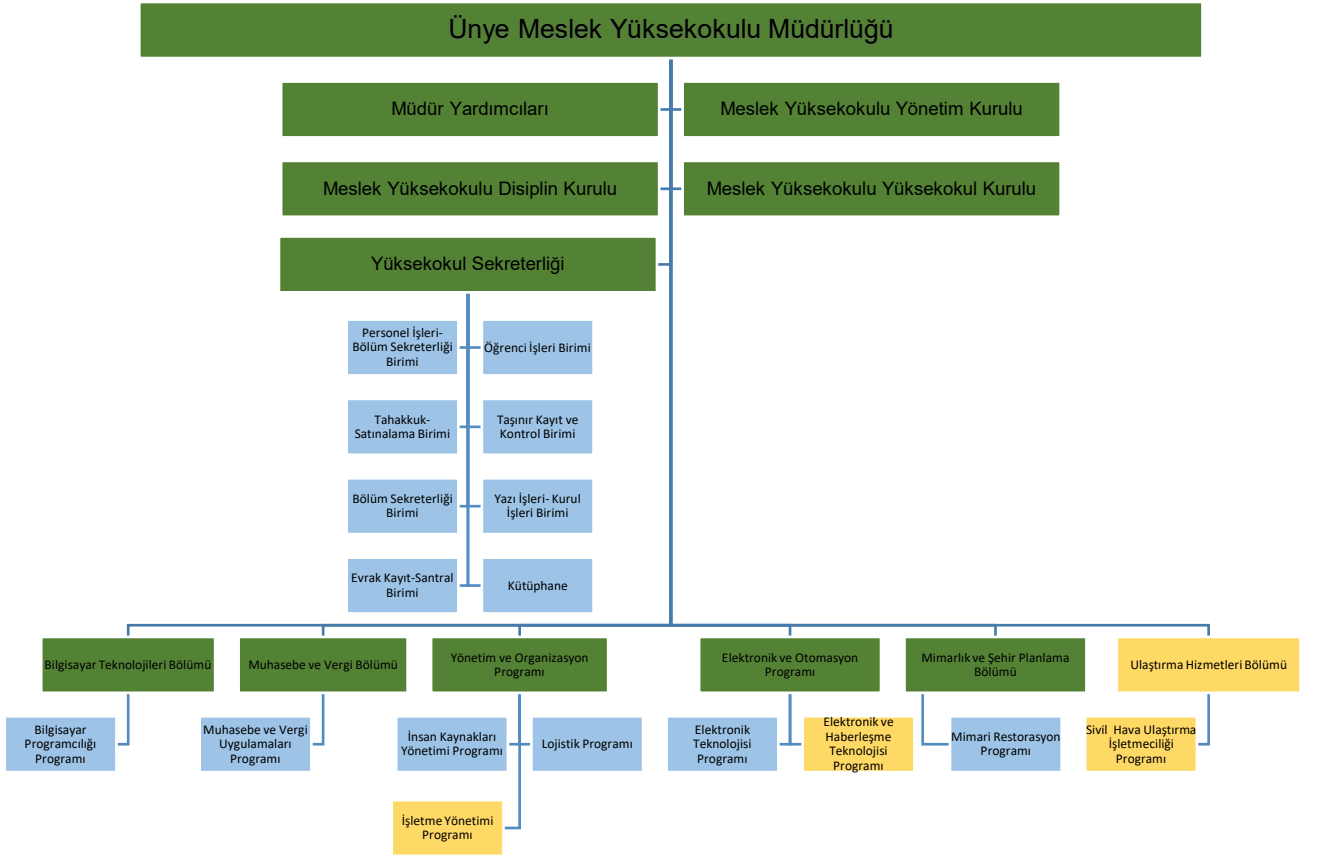 Ünye Meslek Yüksekokulu Müdürlüğü
Müdür Yardımcıları
Meslek Yüksekokulu Yönetim Kurulu
Meslek Yüksekokulu Disiplin Kurulu
Meslek Yüksekokulu Yüksekokul Kurulu
Yüksekokul Sekreterliği
Personel İşleri-
Bölüm Sekreterliği
Birimi
Öğrenci İşleri Birimi
Tahakkuk-
Satınalama Birimi
Taşınır Kayıt ve
Kontrol Birimi
Bölüm Sekreterliği
Birimi
Yazı İşleri- Kurul
İşleri Birimi
Evrak Kayıt-Santral
Birimi
Kütüphane
Bilgisayar Teknolojileri Bölümü
Muhasebe ve Vergi Bölümü
Yönetim ve Organizasyon
Programı
Elektronik ve Otomasyon
Programı
Mimarlık ve Şehir Planlama
Bölümü
Ulaştırma Hizmetleri Bölümü
Bilgisayar
Programcılığı
Programı
Muhasebe ve Vergi
Uygulamaları
Programı
İnsan Kaynakları
Yönetimi Programı
Lojistik Programı
Elektronik
Teknolojisi
Programı
Elektronik ve
Haberleşme
Teknolojisi
Programı
Mimari Restorasyon
Programı
Sivil Hava Ulaştırma
İşletmeciliği
Programı
İşletme Yönetimi
Programı